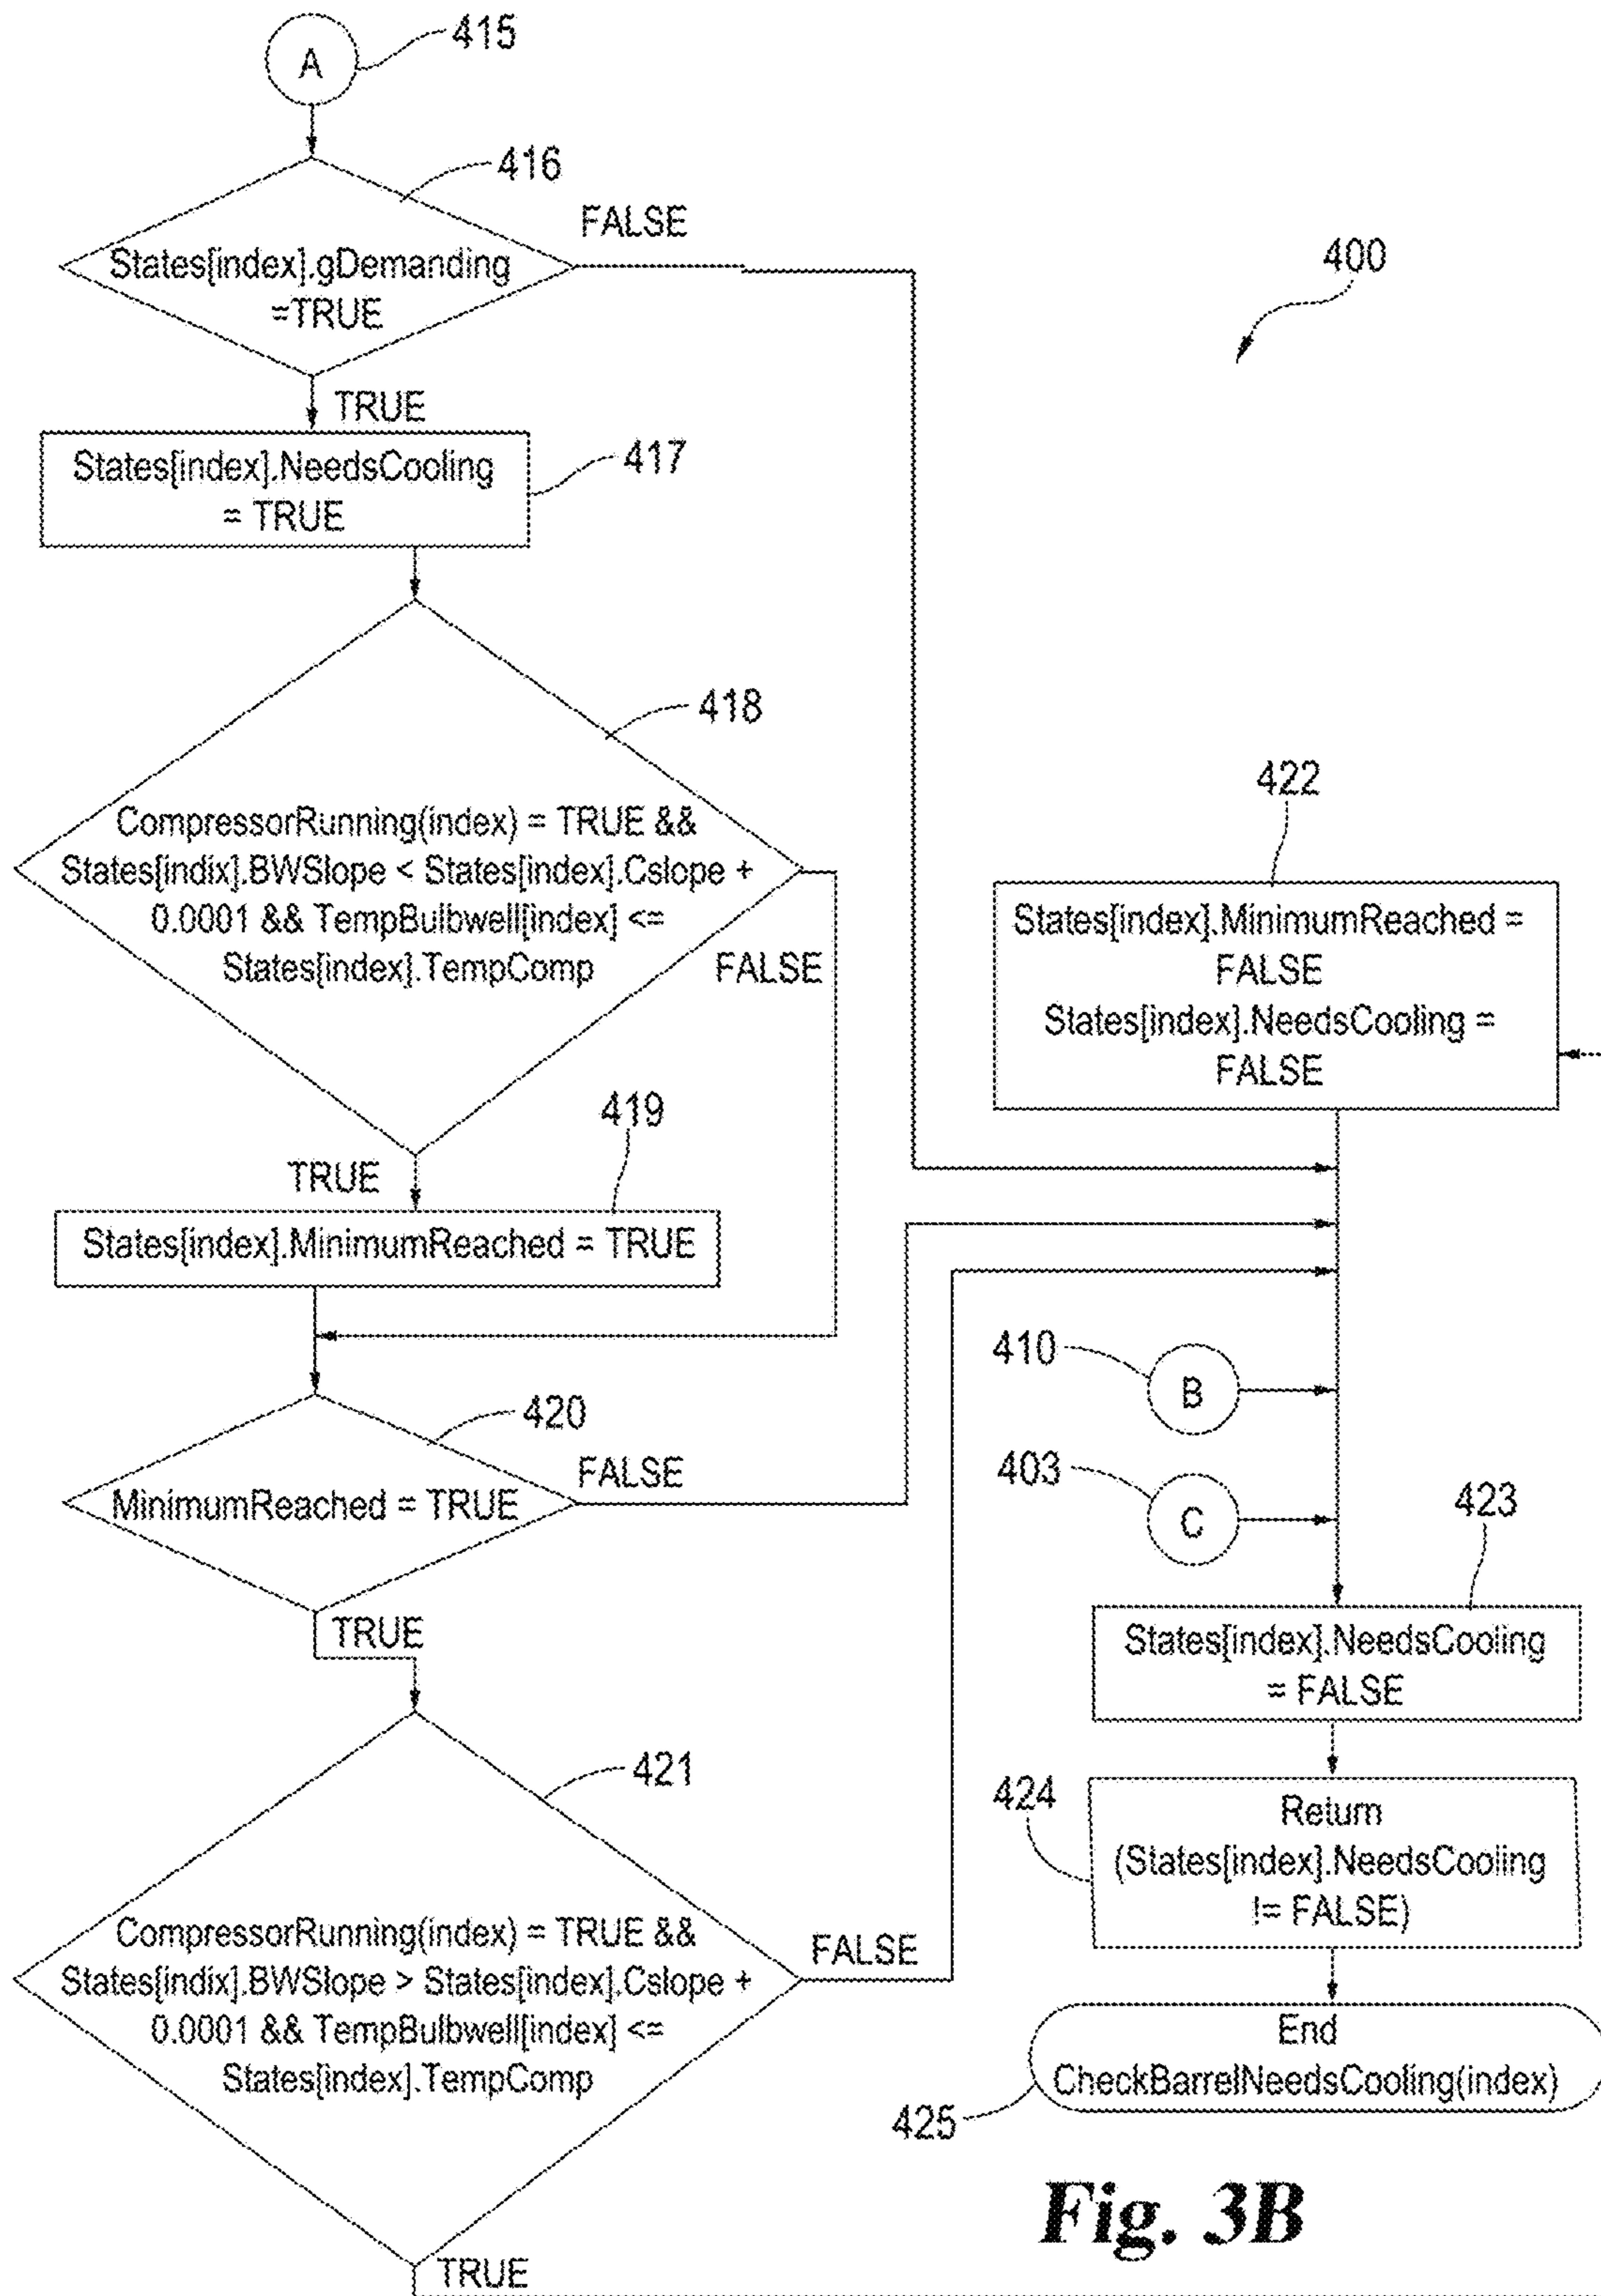 A
415
416
FALSE
States[index].gDemanding
=TRUE
400
TRUE
States[index].NeedsCooling
= TRUE
417
418
CompressorRunning(index) = TRUE &&
States[indix].BWSlope < States[index].Cslope +
0.0001 && TempBulbwell[index] <=
States[index].TempComp
FALSE
422
States[index].MinimumReached =
FALSE
States[index].NeedsCooling =
FALSE
419
TRUE
States[index].MinimumReached = TRUE
410
B
420
FALSE
MinimumReached = TRUE
403
C
423
TRUE
States[index].NeedsCooling
= FALSE
421
424
Return
(States[index].NeedsCooling
!= FALSE)
CompressorRunning(index) = TRUE &&
States[indix].BWSlope > States[index].Cslope +
0.0001 && TempBulbwell[index] <=
States[index].TempComp
FALSE
End
CheckBarrelNeedsCooling(index)
425
Fig. 3B
TRUE